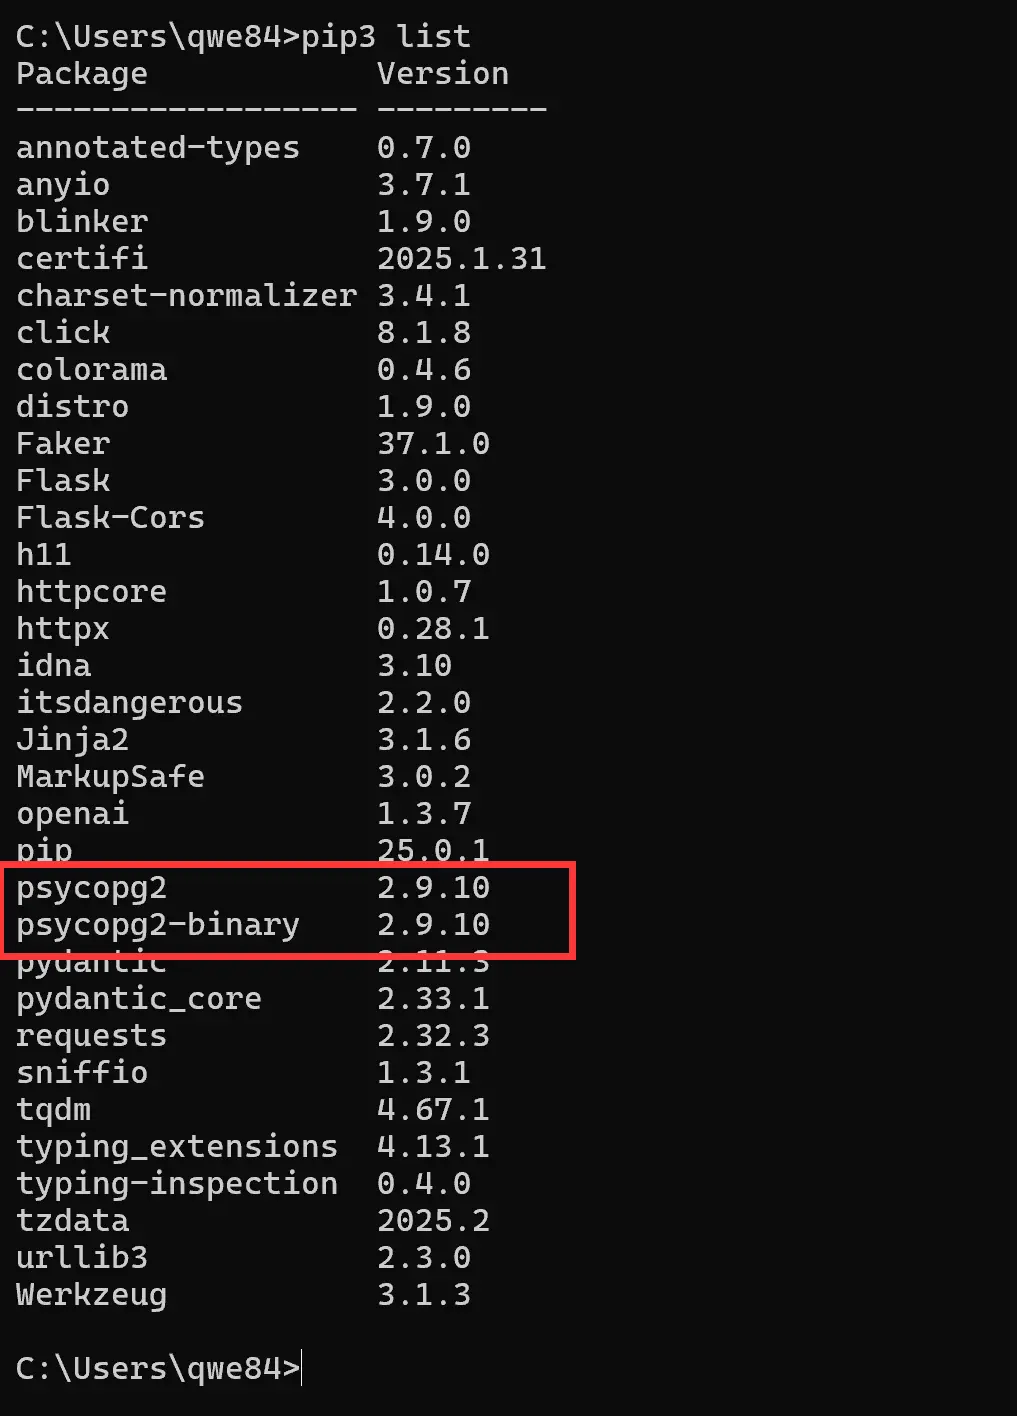 C:\Users\qwe84>pip3 list
Package            Version
------------------ ---------
annotated-types    0.7.0
anyio              3.7.1
blinker            1.9.0
certifi            2025.1.31
charset-normalizer 3.4.1
click              8.1.8
colorama           0.4.6
distro             1.9.0
Faker              37.1.0
Flask              3.0.0
Flask-Cors         4.0.0
h11                0.14.0
httpcore           1.0.7
httpx              0.28.1
idna               3.10
itsdangerous       2.2.0
Jinja2             3.1.6
MarkupSafe         3.0.2
openai             1.3.7
pip                25.0.1
psycopg2           2.9.10
psycopg2-binary    2.9.10
pydantic           2.11.3
pydantic_core      2.33.1
requests           2.32.3
sniffio            1.3.1
tqdm               4.67.1
typing_extensions  4.13.1
typing-inspection  0.4.0
tzdata             2025.2
urllib3            2.3.0
Werkzeug           3.1.3
C:\Users\qwe84>